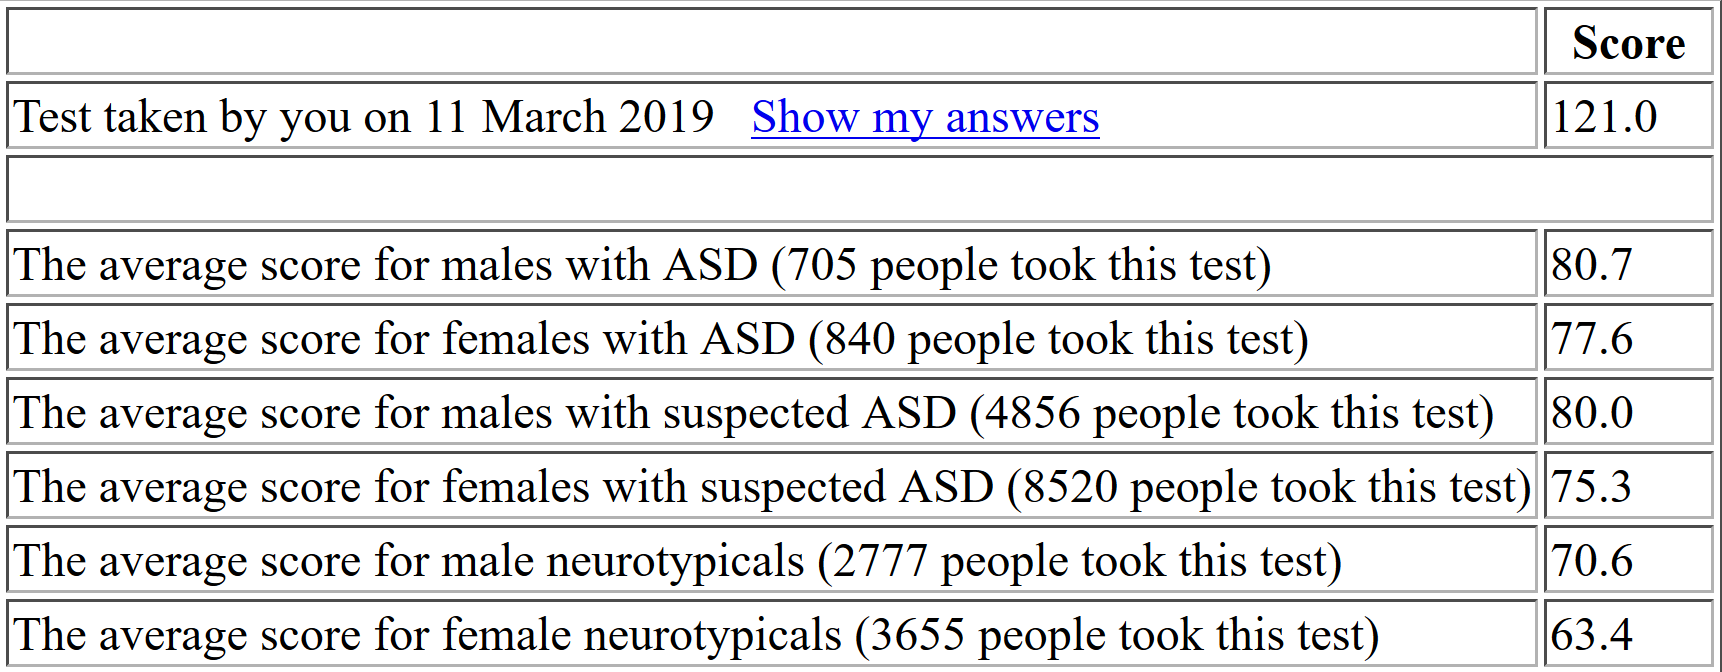 Score
Test taken by you on 11 March 2019 Show my answers 121.0
The average score for males with ASD (705 people took this test) 80.7
The average score for females with ASD (840 people took this test) 77.6
The average score for males with suspected ASD (4856 people took this test) 80.0
The average score for females with suspected ASD (8520 people took this test) 75.3
The average score for male neurotypicals (2777 people took this test) 70.6
The average score for female neurotypicals (3655 people took this test) 63.4